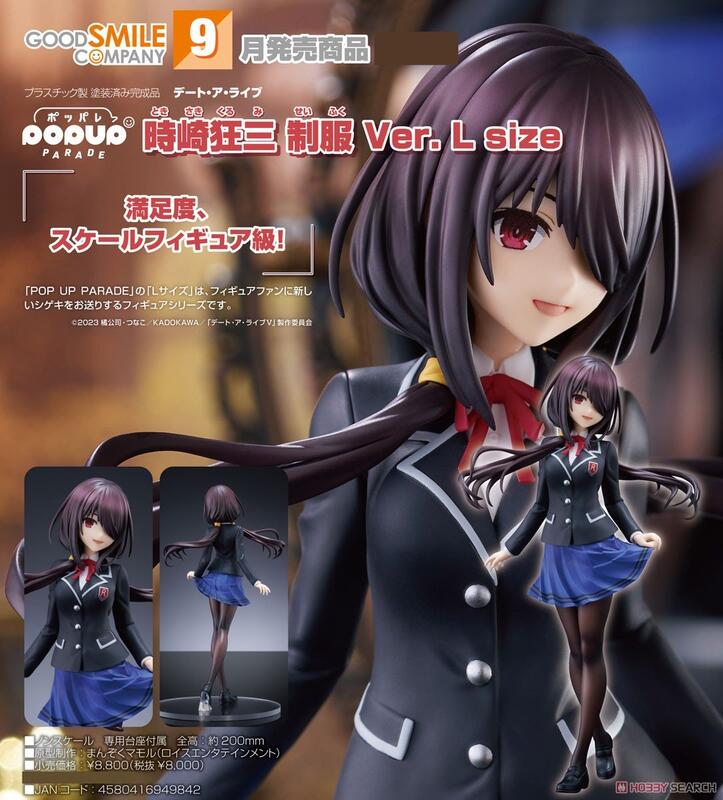 GOOD SMILE COMPANY 9月発売商品
プラスチック製 塗装済み完成品 デート・ア・ライブ
ポッパレ
POPUP PARADE
ときさきくるみ せいふく
時崎狂三 制服 Ver. L size
満足度、
スケールフィギュア級!
「POP UP PARADE」の「Lサイズ」は、フィギュアファンに新し
いシゲキをお送りするフィギュアシリーズです。
©2023 橘公司・つなこ/KADOKAWA/「デート・ア・ライブV」製作委員会
■ノンスケール 専用台座付属 全高:約200mm
■原型制作:まんぞくマモル(ロイスエンタテインメント)
■小売価格:¥8,800(税抜 ¥8,000)
■JANコード:4580416949842
HOBBY SEARCH